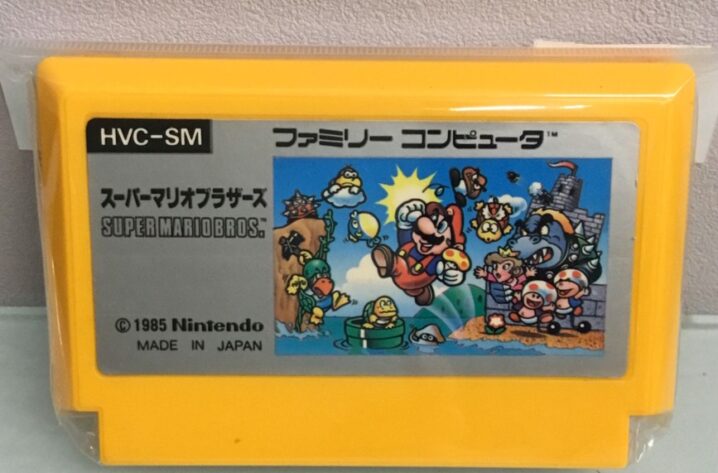 HVC-SM
ファミリー コンピュータ™
スーパーマリオブラザーズ
SUPER MARIO BROS.™
© 1985 Nintendo
MADE IN JAPAN